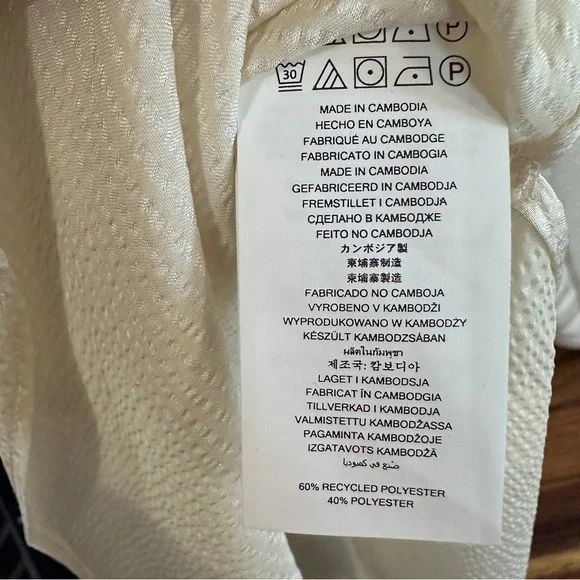 30 P
MADE IN CAMBODIA
HECHO EN CAMBOYA
FABRIQUÉ AU CAMBODGE
FABBRICATO IN CAMBOGIA
MADE IN CAMBODIA
GEFABRICEERD IN CAMBODJA
FREMSTILLET I CAMBODJA
СДЕЛАНО В КАМБОДЖЕ
FEITO NO CAMBODJA
カンボジア製
柬埔寨制造
柬埔寨製造
FABRICADO NO CAMBOJA
VYROBENO V KAMBODŽI
WYPRODUKOWANO W KAMBODŻY
KÉSZÜLT KAMBODZSÁBAN
ผลิตในกัมพูชา
제조국: 캄보디아
LAGET I KAMBODSJA
FABRICAT ÎN CAMBODGIA
TILLVERKAD I KAMBODJA
VALMISTETTU KAMBODŽASSA
PAGAMINTA KAMBODŽOJE
IZGATAVOTS KAMBODŽĀ
صُنع في كمبوديا
60% RECYCLED POLYESTER
40% POLYESTER